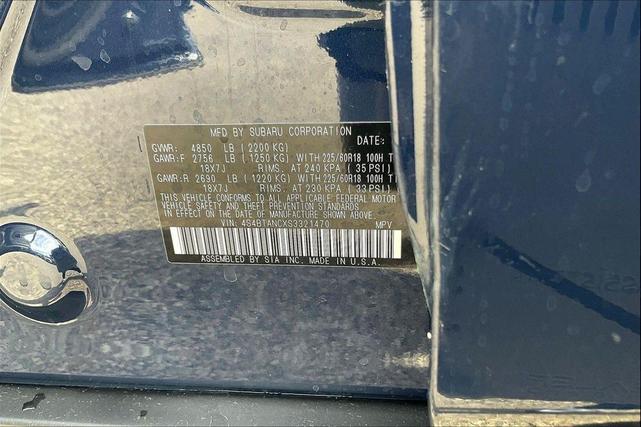 MFD BY SUBARU CORPORATION DATE:
GVWR: 4850 LB (2200 KG)
GAWR:F 2756 LB (1250 KG) WITH 225/60R18 100H TI
18X7J RIMS. AT 240 KPA (35 PSI)
GAWR:R 2690 LB (1220 KG) WITH 225/60R18 100H TI
18X7J RIMS. AT 230 KPA (33 PSI)
THIS VEHICLE CONFORMS TO ALL APPLICABLE FEDERAL MOTOR
VEHICLE SAFETY AND THEFT PREVENTION STANDARDS
IN EFFECT ON THE DATE OF MANUFACTURE SHOWN ABOVE.
VIN: 4S4BTANCXS3321470 MPV
ASSEMBLED BY SIA INC. MADE IN U.S.A.